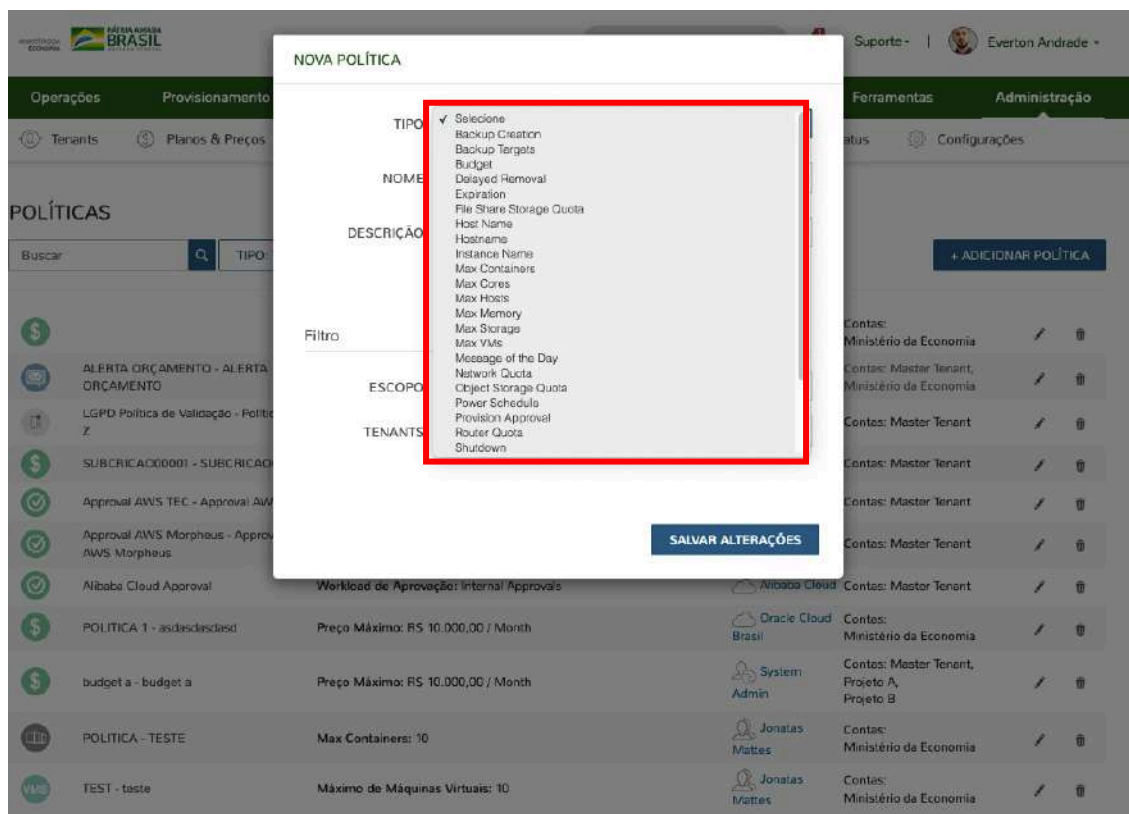 ECONOMIA
PÁTRIA AMADA
BRASIL
Suporte - | Everton Andrade
Operações Provisionamento Ferramentas Administração
Tenants Planos & Preços atus Configurações
NOVA POLÍTICA
TIPO
✓ Selecione
Backup Creation
Backup Targets
Budget
Delayed Removal
Expiration
File Share Storage Quota
Host Name
Hostname
Instance Name
Max Containers
Max Cores
Max Hosts
Max Memory
Max Storage
Max VMs
Message of the Day
Network Quota
Object Storage Quota
Power Schedule
Provision Approval
Router Quota
Shutdown
NOME
DESCRIÇÃO
Filtro
ESCOPO
TENANTS
SALVAR ALTERAÇÕES
POLÍTICAS
Buscar TIPO: + ADICIONAR POLÍTICA
$ Contas:
Ministério da Economia
ALERTA ORÇAMENTO - ALERTA Contas: Master Tenant,
ORÇAMENTO Ministério da Economia
LGPD Política de Validação - Polític Contas: Master Tenant
Z
$ SUBCRICAO00001 - SUBCRICAO Contas: Master Tenant
Approval AWS TEC - Approval AW Contas: Master Tenant
Approval AWS Morpheus - Approv Contas: Master Tenant
AWS Morpheus
Alibaba Cloud Approval Workload de Aprovação: Internal Approvals Alibaba Cloud Contas: Master Tenant
$ POLITICA 1 - asdasdasdasd Preço Máximo: R$ 10.000,00 / Month Oracle Cloud Contas:
Brasil Ministério da Economia
$ budget a - budget a Preço Máximo: R$ 10.000,00 / Month System Contas: Master Tenant,
Admin Projeto A,
Projeto B
POLITICA - TESTE Max Containers: 10 Jonatas Contas:
Mattes Ministério da Economia
VMS TEST - teste Máximo de Máquinas Virtuais: 10 Jonatas Contas:
Mattes Ministério da Economia